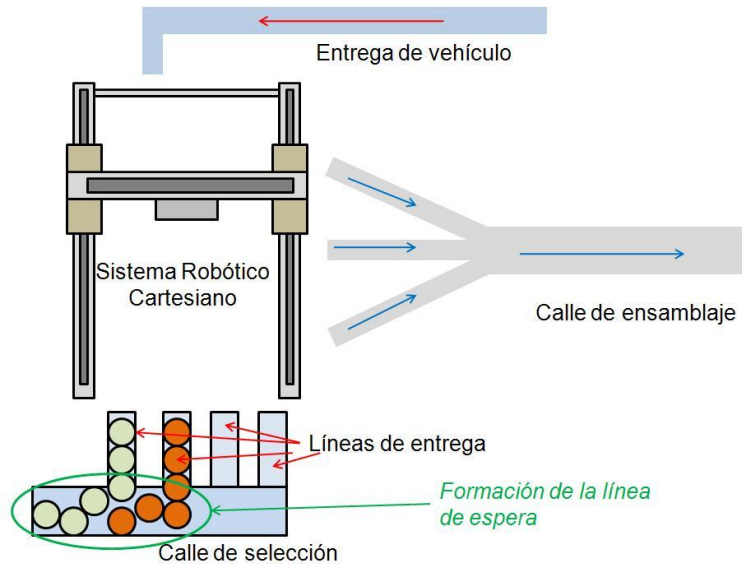 Entrega de vehículo
Sistema Robótico
Cartesiano
Calle de ensamblaje
Líneas de entrega
Formación de la línea
de espera
Calle de selección